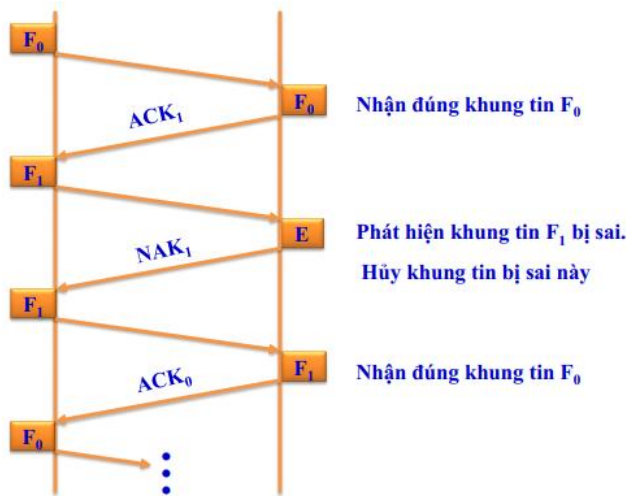 F₀
F₀ Nhận đúng khung tin F₀
ACK₁
F₁
E Phát hiện khung tin F₁ bị sai.
NAK₁ Hủy khung tin bị sai này
F₁
F₁ Nhận đúng khung tin F₀
ACK₀
F₀